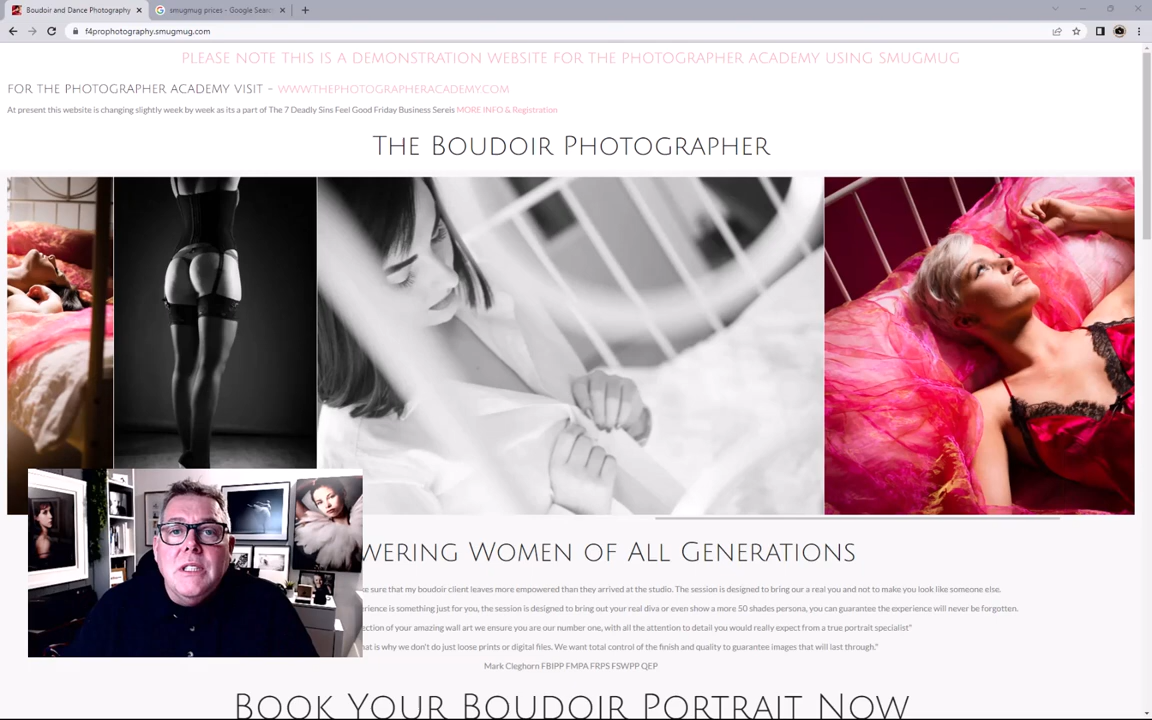 Boudoir and Dance Photography
smugmug prices - Google Searc
f4prophotography.smugmug.com
PLEASE NOTE THIS IS A DEMONSTRATION WEBSITE FOR THE PHOTOGRAPHER ACADEMY USING SMUGMUG
FOR THE PHOTOGRAPHER ACADEMY VISIT - WWW.THEPHOTOGRAPHERACADEMY.COM
At present this website is changing slightly week by week as its a part of The 7 Deadly Sins Feel Good Friday Business Sereis MORE INFO & Registration
THE BOUDOIR PHOTOGRAPHER
WERING WOMEN OF ALL GENERATIONS
ke sure that my boudoir client leaves more empowered than they arrived at the studio. The session is designed to bring our a real you and not to make you look like someone else.
erience is something just for you, the session is designed to bring out your real diva or even show a more 50 shades persona, you can guarantee the experience will never be forgotten.
ection of your amazing wall art we ensure you are our number one, with all the attention to detail you would really expect from a true portrait specialist"
hat is why we don't do just loose prints or digital files. We want total control of the finish and quality to guarantee images that will last through."
Mark Cleghorn FBIPP FMPA FRPS FSWPP QEP
BOOK YOUR BOUDOIR PORTRAIT NOW